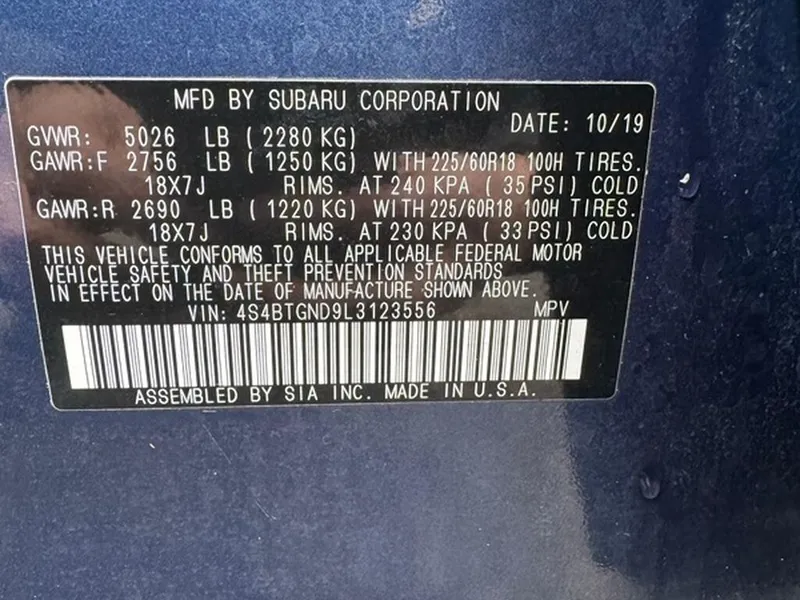 MFD BY SUBARU CORPORATION
DATE: 10/19
GVWR: 5026 LB ( 2280 KG)
GAWR:F 2756 LB ( 1250 KG) WITH 225/60R18 100H TIRES.
18X7J RIMS. AT 240 KPA ( 35 PSI) COLD
GAWR:R 2690 LB ( 1220 KG) WITH 225/60R18 100H TIRES.
18X7J RIMS. AT 230 KPA ( 33 PSI) COLD
THIS VEHICLE CONFORMS TO ALL APPLICABLE FEDERAL MOTOR
VEHICLE SAFETY AND THEFT PREVENTION STANDARDS
IN EFFECT ON THE DATE OF MANUFACTURE SHOWN ABOVE.
VIN: 4S4BTGND9L3123556 MPV
ASSEMBLED BY SIA INC. MADE IN U.S.A.